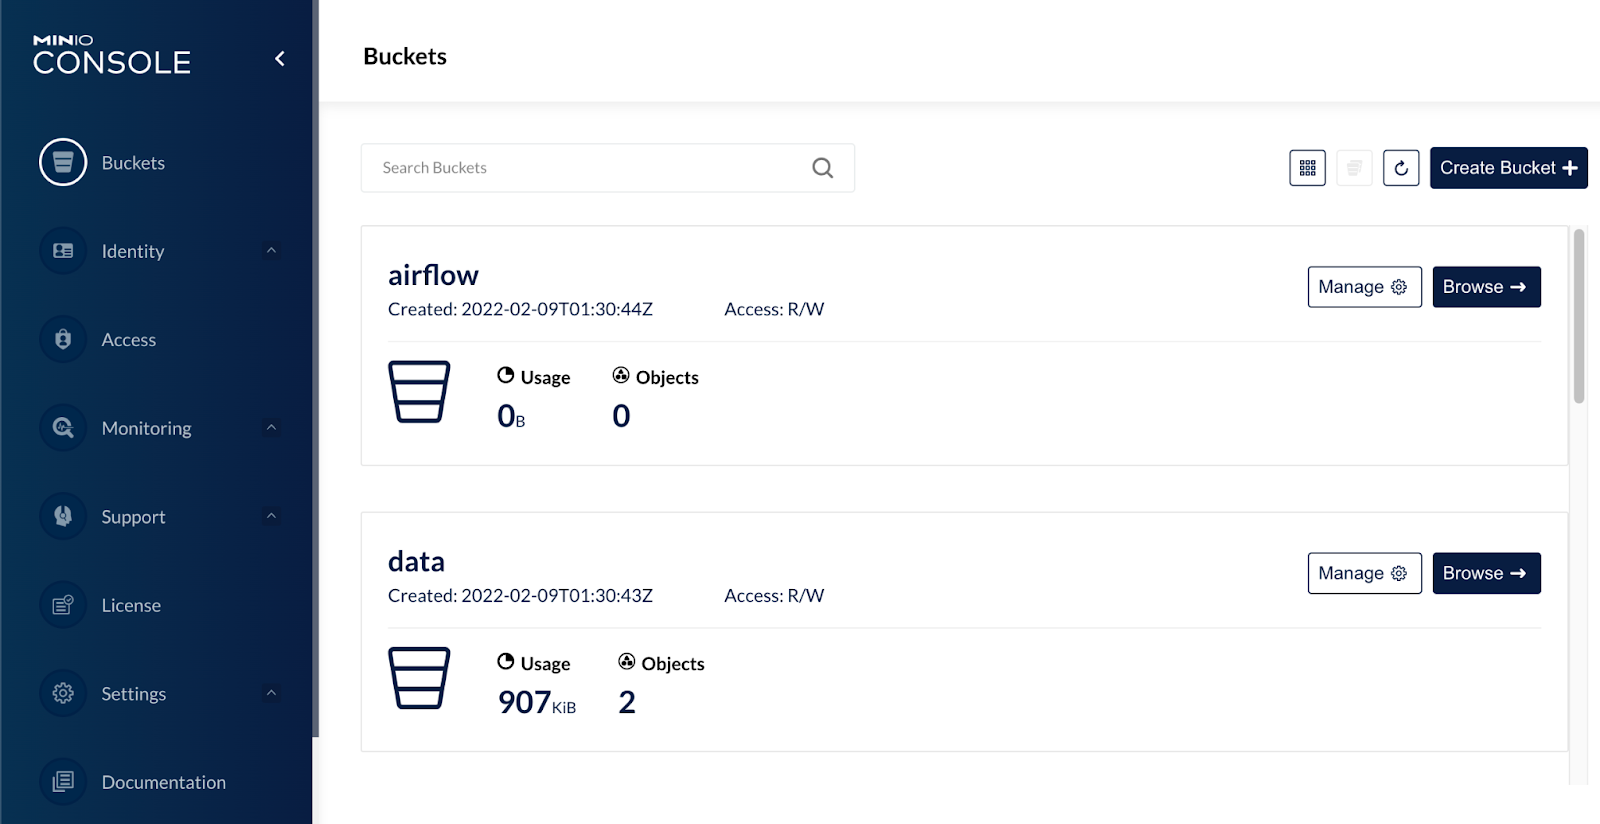 MINIO
CONSOLE
Buckets
Identity
Access
Monitoring
Support
License
Settings
Documentation
Buckets
Search Buckets
Create Bucket
airflow
Created: 2022-02-09T01:30:44Z Access: R/W
Manage Browse
Usage Objects
0B 0
data
Created: 2022-02-09T01:30:43Z Access: R/W
Manage Browse
Usage Objects
907KiB 2